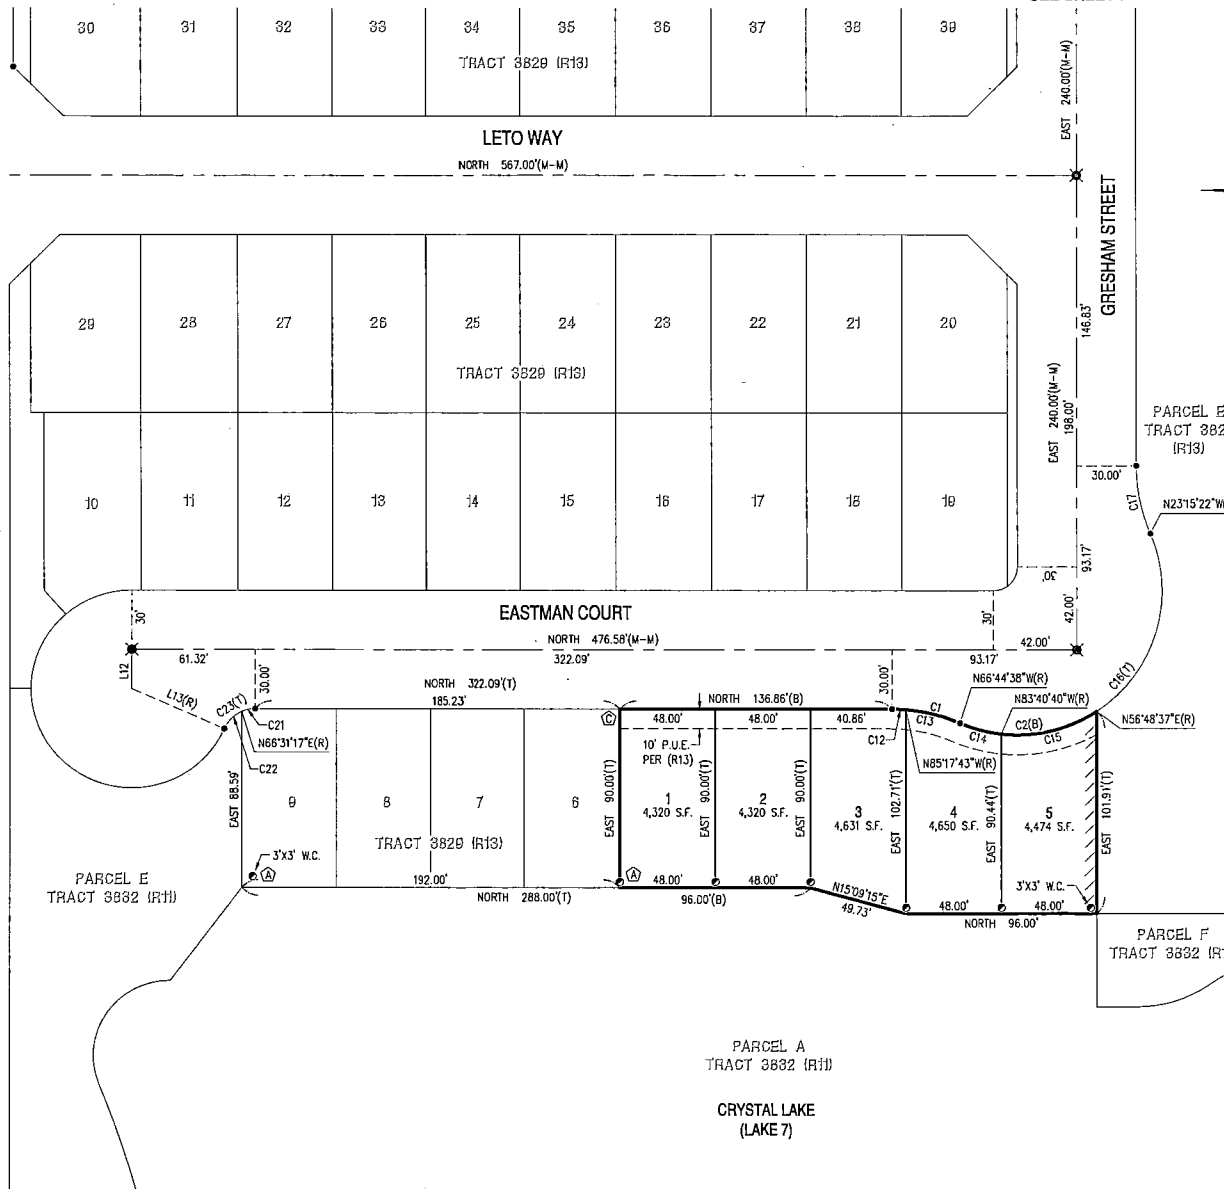 30 31 32 33 34 35 36 37 38 39
TRACT 3829 (R13)
EAST 240.00'(M-M)
LETO WAY
NORTH 567.00'(M-M)
GRESHAM STREET
146.83'
29 28 27 26 25 24 23 22 21 20
TRACT 3829 (R13)
EAST 240.00'(M-M)
198.00'
PARCEL
TRACT
(R13)
30.00'
C17
N23°15'22"W
10 11 12 13 14 15 16 17 18 19
93.17'
30'
30'
EASTMAN COURT
30'
42.00'
NORTH 476.58'(M-M)
42.00'
L12
61.32'
322.09'
93.17'
30.00'
30.00'
L13(R)
C23(T)
NORTH 322.09'(T)
185.23'
N66°44'38"W(R)
C16(T)
N83°40'40"W(R)
NORTH 136.86'(B)
C21
C
48.00' 48.00' 40.86'
C1
C13
C2(B)
N56°48'37"E(R)
N66°31'17"E(R)
C12
C14
C15
10' P.U.E.
PER (R13)
N85°17'43"W(R)
C22
EAST 88.59'
9 8 7 6
EAST 90.00'(T)
1
4,320 S.F.
EAST 90.00'(T)
2
4,320 S.F.
EAST 90.00'(T)
3
4,631 S.F.
EAST 102.71'(T)
4
4,650 S.F.
EAST 90.44'(T)
5
4,474 S.F.
EAST 101.91'(T)
TRACT 3829 (R13)
3'X3' W.C.
A
A
192.00'
48.00' 48.00'
N15°09'15"E
49.73'
3'X3' W.C.
48.00' 48.00'
NORTH 288.00'(T)
96.00'(B)
NORTH 96.00'
PARCEL E
TRACT 3832 (R11)
PARCEL F
TRACT 3832
PARCEL A
TRACT 3832 (R11)
CRYSTAL LAKE
(LAKE 7)